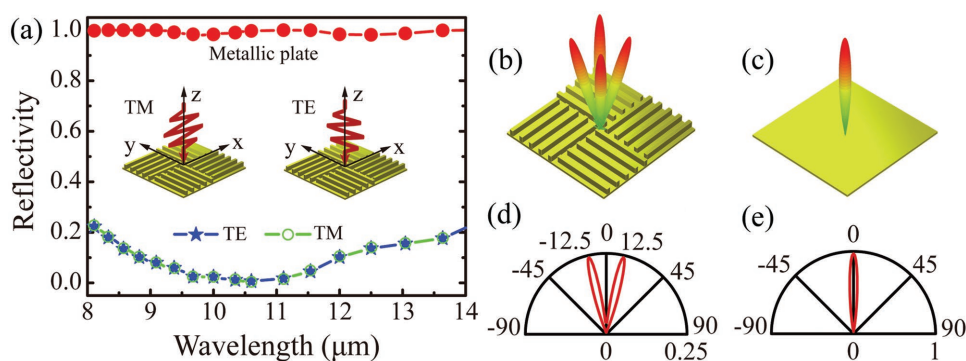 (a)
1.0
0.8
0.6
0.4
0.2
0.0
Reflectivity
Metallic plate
TM
z
y
x
TE
z
y
x
TE
TM
8
9
10
11
12
13
14
Wavelength (μm)
(b)
(c)
(d)
0
-12.5
12.5
-45
45
-90
90
0
0.25
(e)
0
-45
45
-90
90
0
1